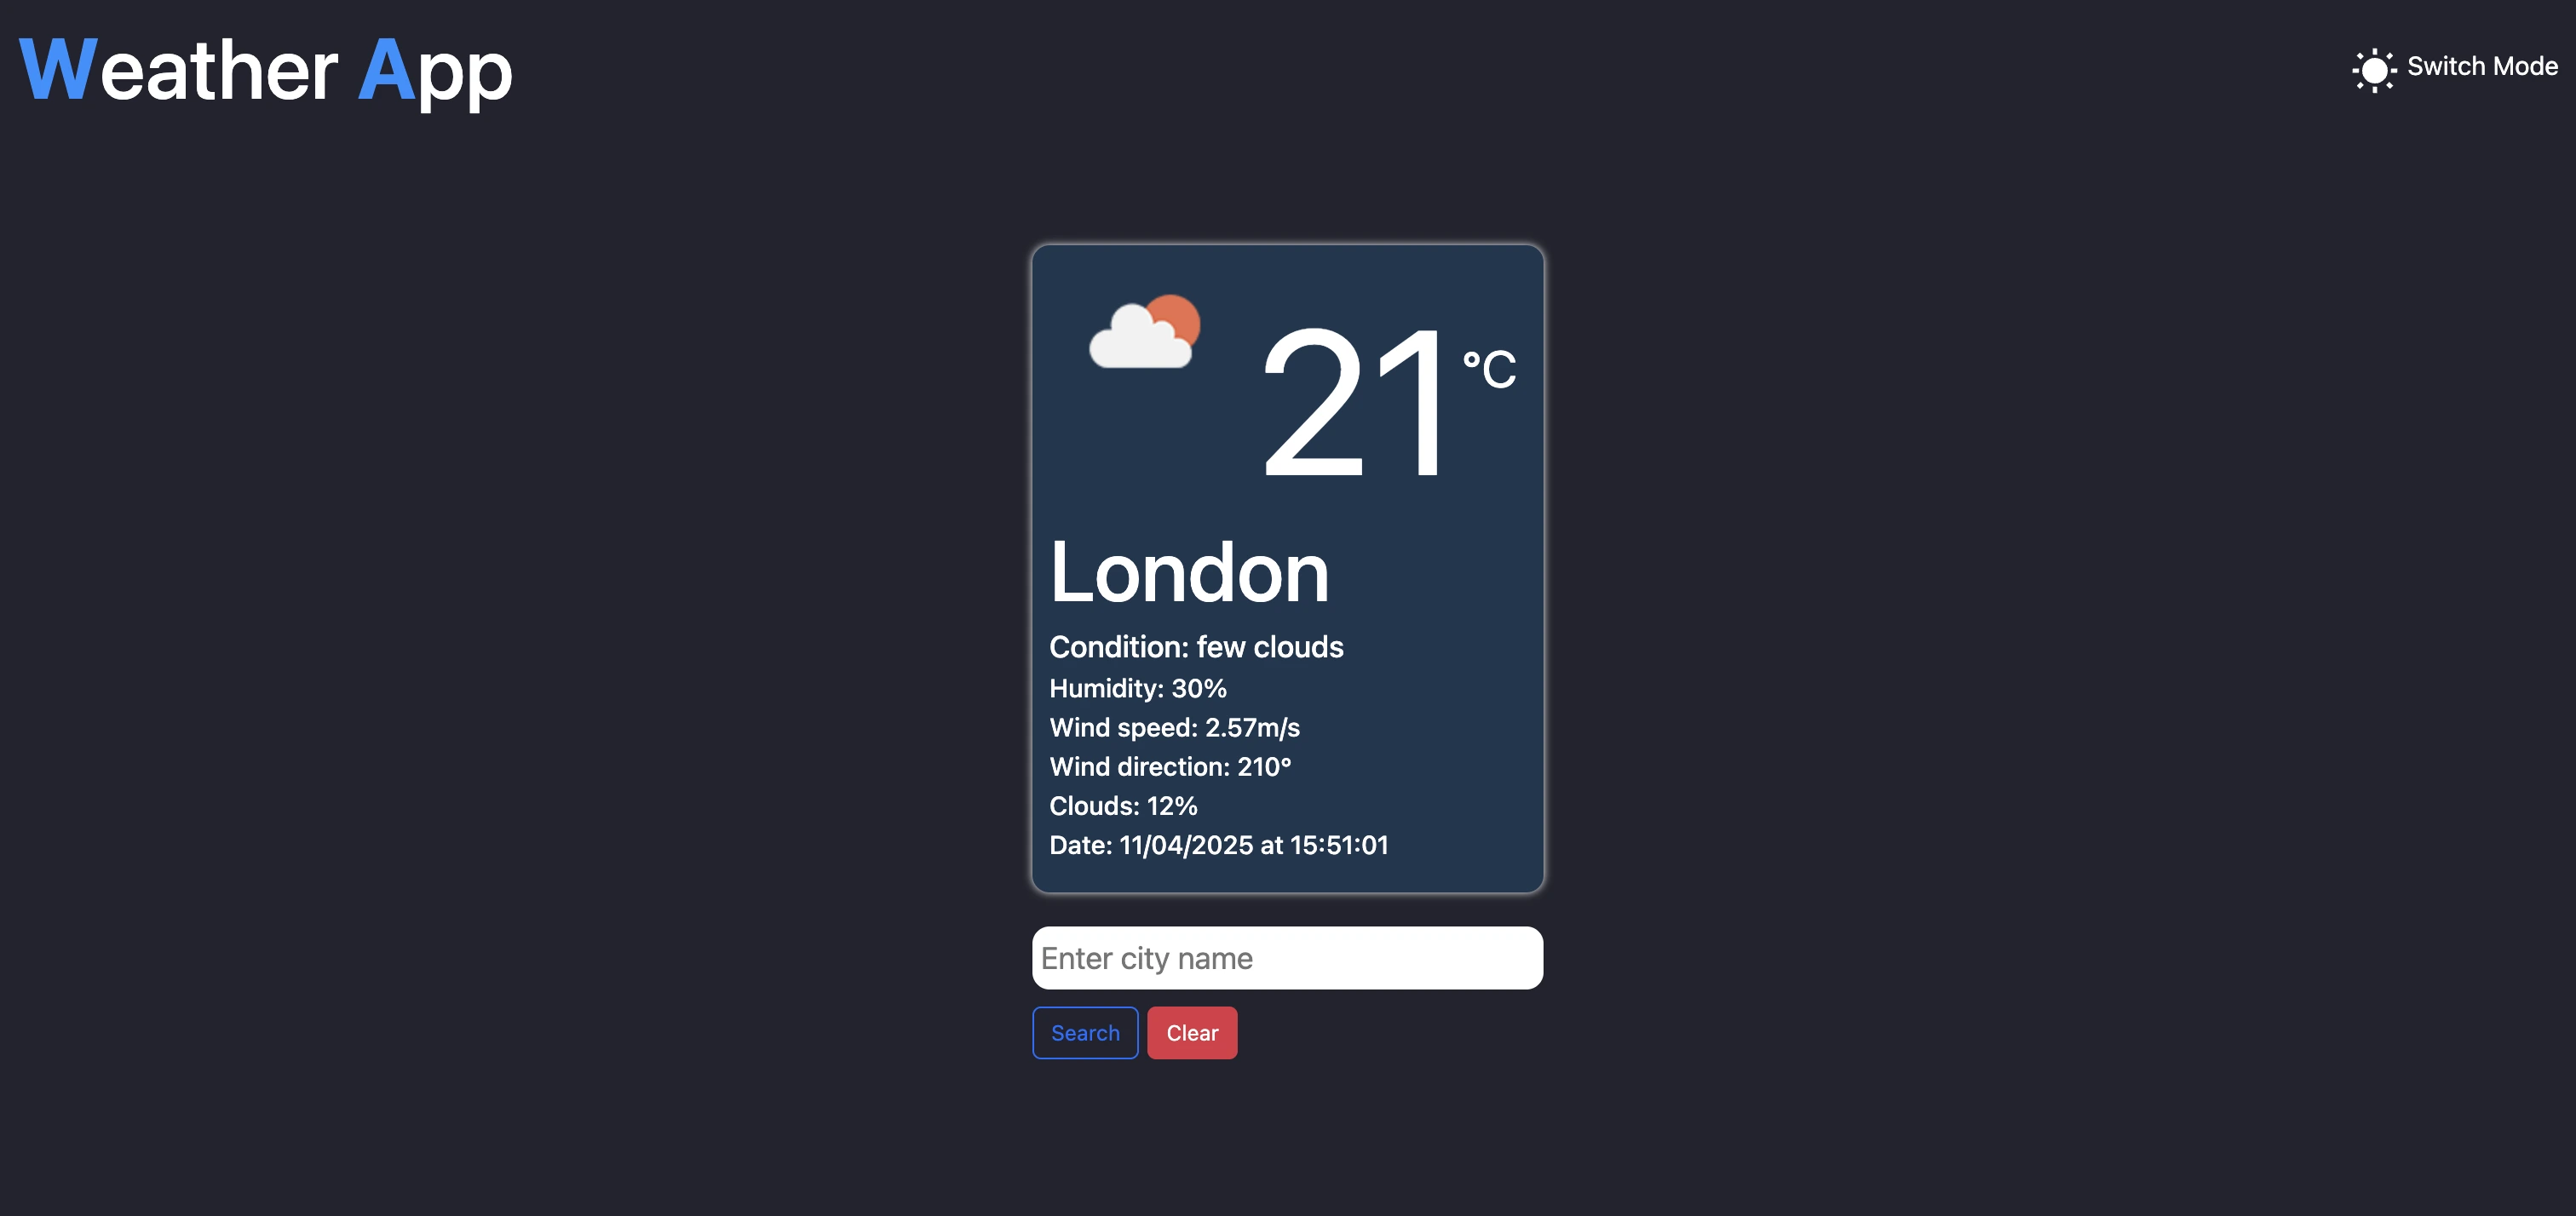 Weather App
Switch Mode
21 °C
London
Condition: few clouds
Humidity: 30%
Wind speed: 2.57m/s
Wind direction: 210°
Clouds: 12%
Date: 11/04/2025 at 15:51:01
Enter city name
Search
Clear